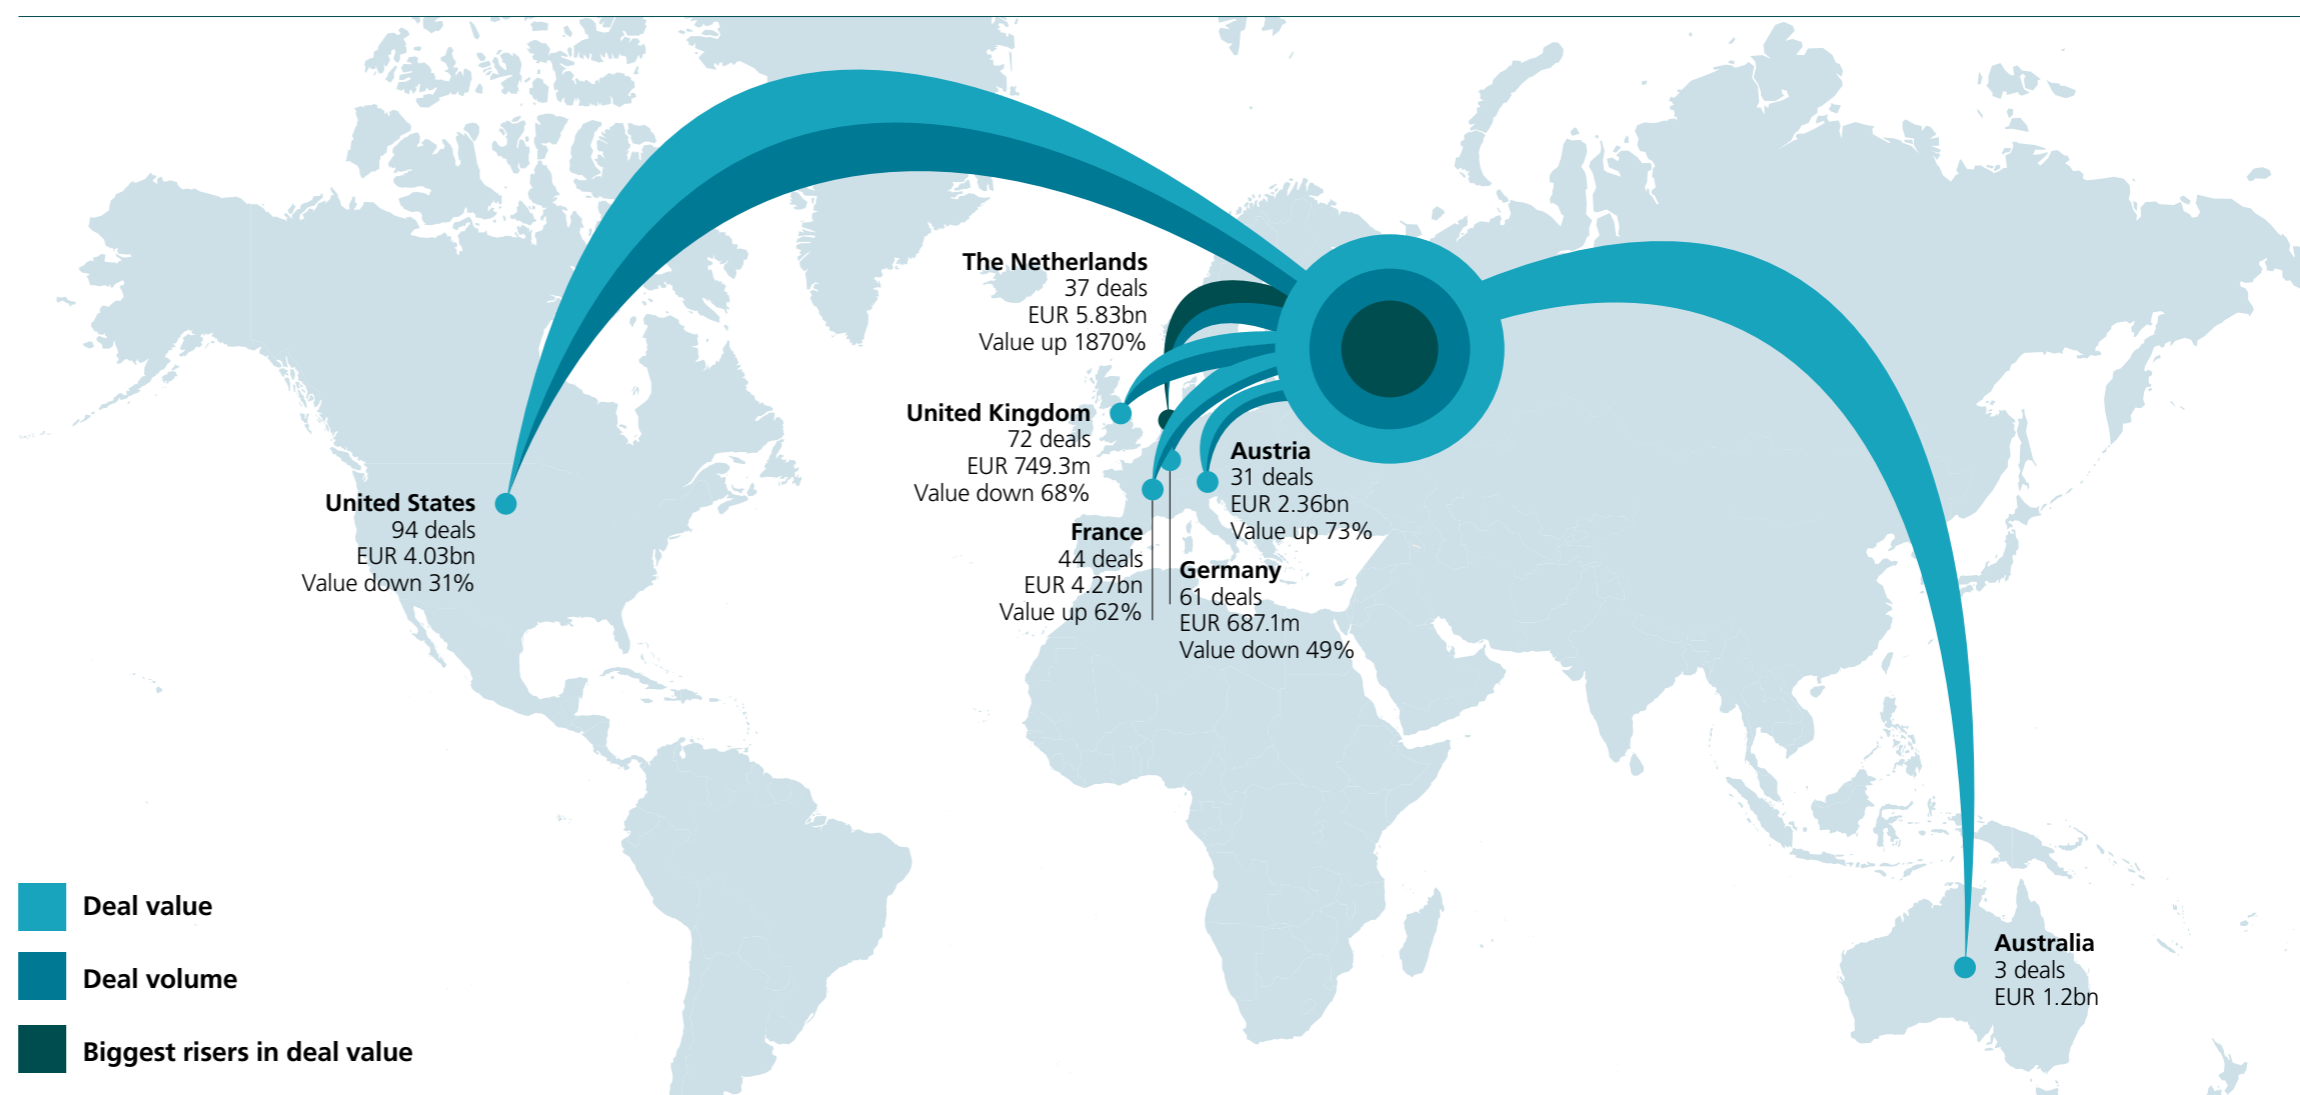 The Netherlands
37 deals
EUR 5.83bn
Value up 1870%
United Kingdom
72 deals
EUR 749.3m
Value down 68%
United States
94 deals
EUR 4.03bn
Value down 31%
France
44 deals
EUR 4.27bn
Value up 62%
Austria
31 deals
EUR 2.36bn
Value up 73%
Germany
61 deals
EUR 687.1m
Value down 49%
Australia
3 deals
EUR 1.2bn
Deal value
Deal volume
Biggest risers in deal value